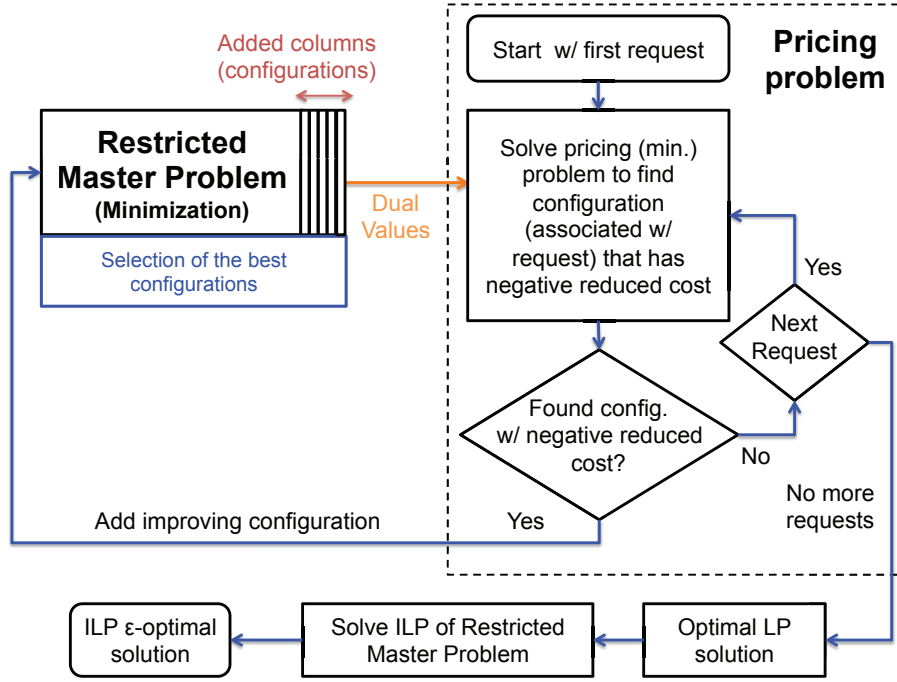 Added columns
(configurations)
Start w/ first request
Pricing
problem
Restricted
Master Problem
(Minimization)
Selection of the best
configurations
Dual
Values
Solve pricing (min.)
problem to find
configuration
(associated w/
request) that has
negative reduced cost
Yes
Next
Request
Found config.
w/ negative reduced
cost?
No
No more
requests
Add improving configuration
Yes
ILP ε-optimal
solution
Solve ILP of Restricted
Master Problem
Optimal LP
solution